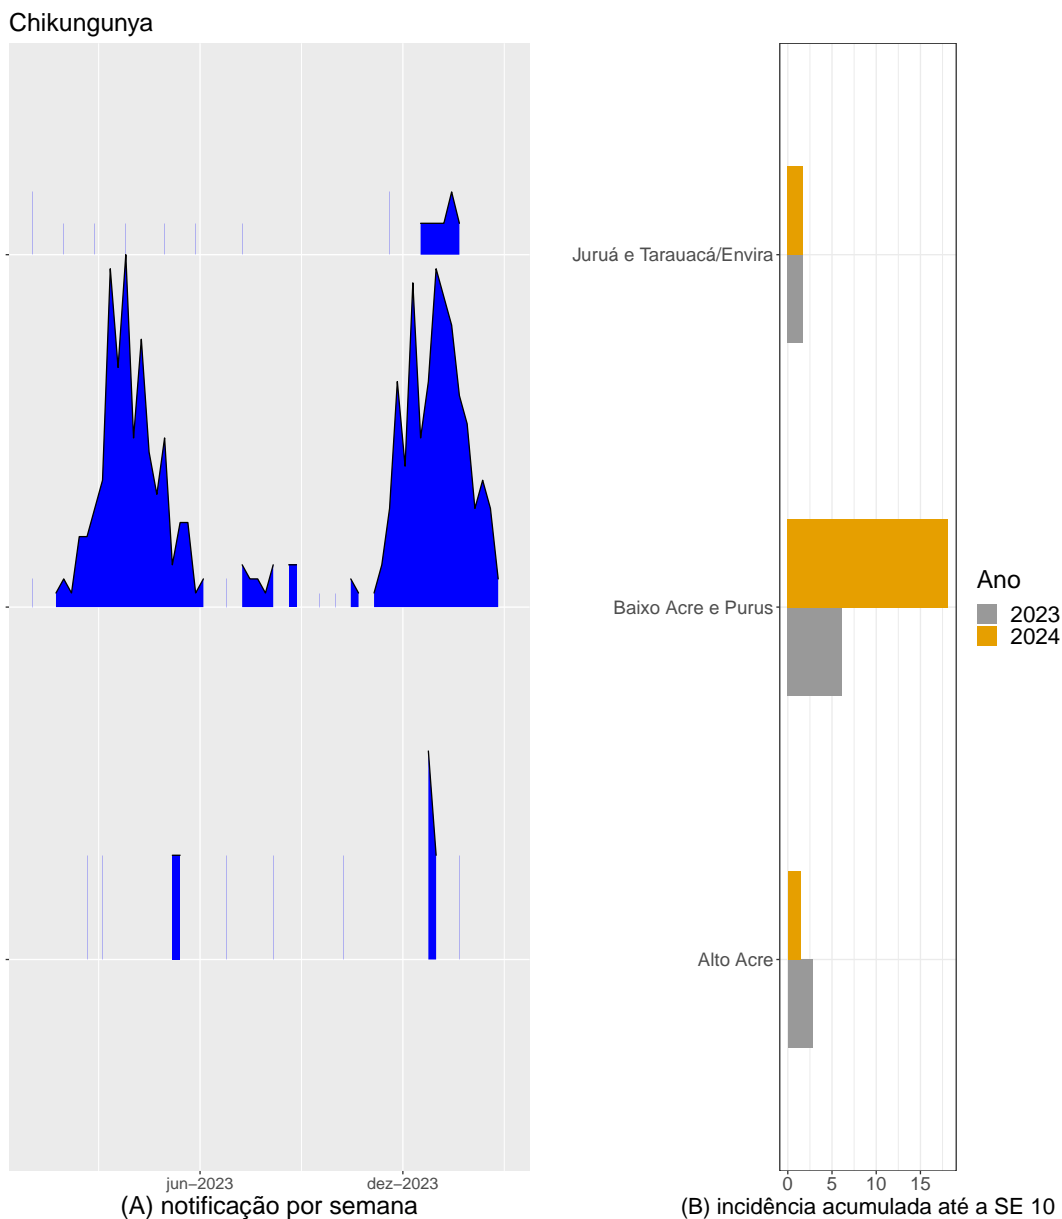 Chikungunya
Juruá e Tarauacá/Envira
Baixo Acre e Purus
Alto Acre
Ano
2023
2024
jun−2023
dez−2023
0
5
10
15
(A) notificação por semana
(B) incidência acumulada até a SE 10